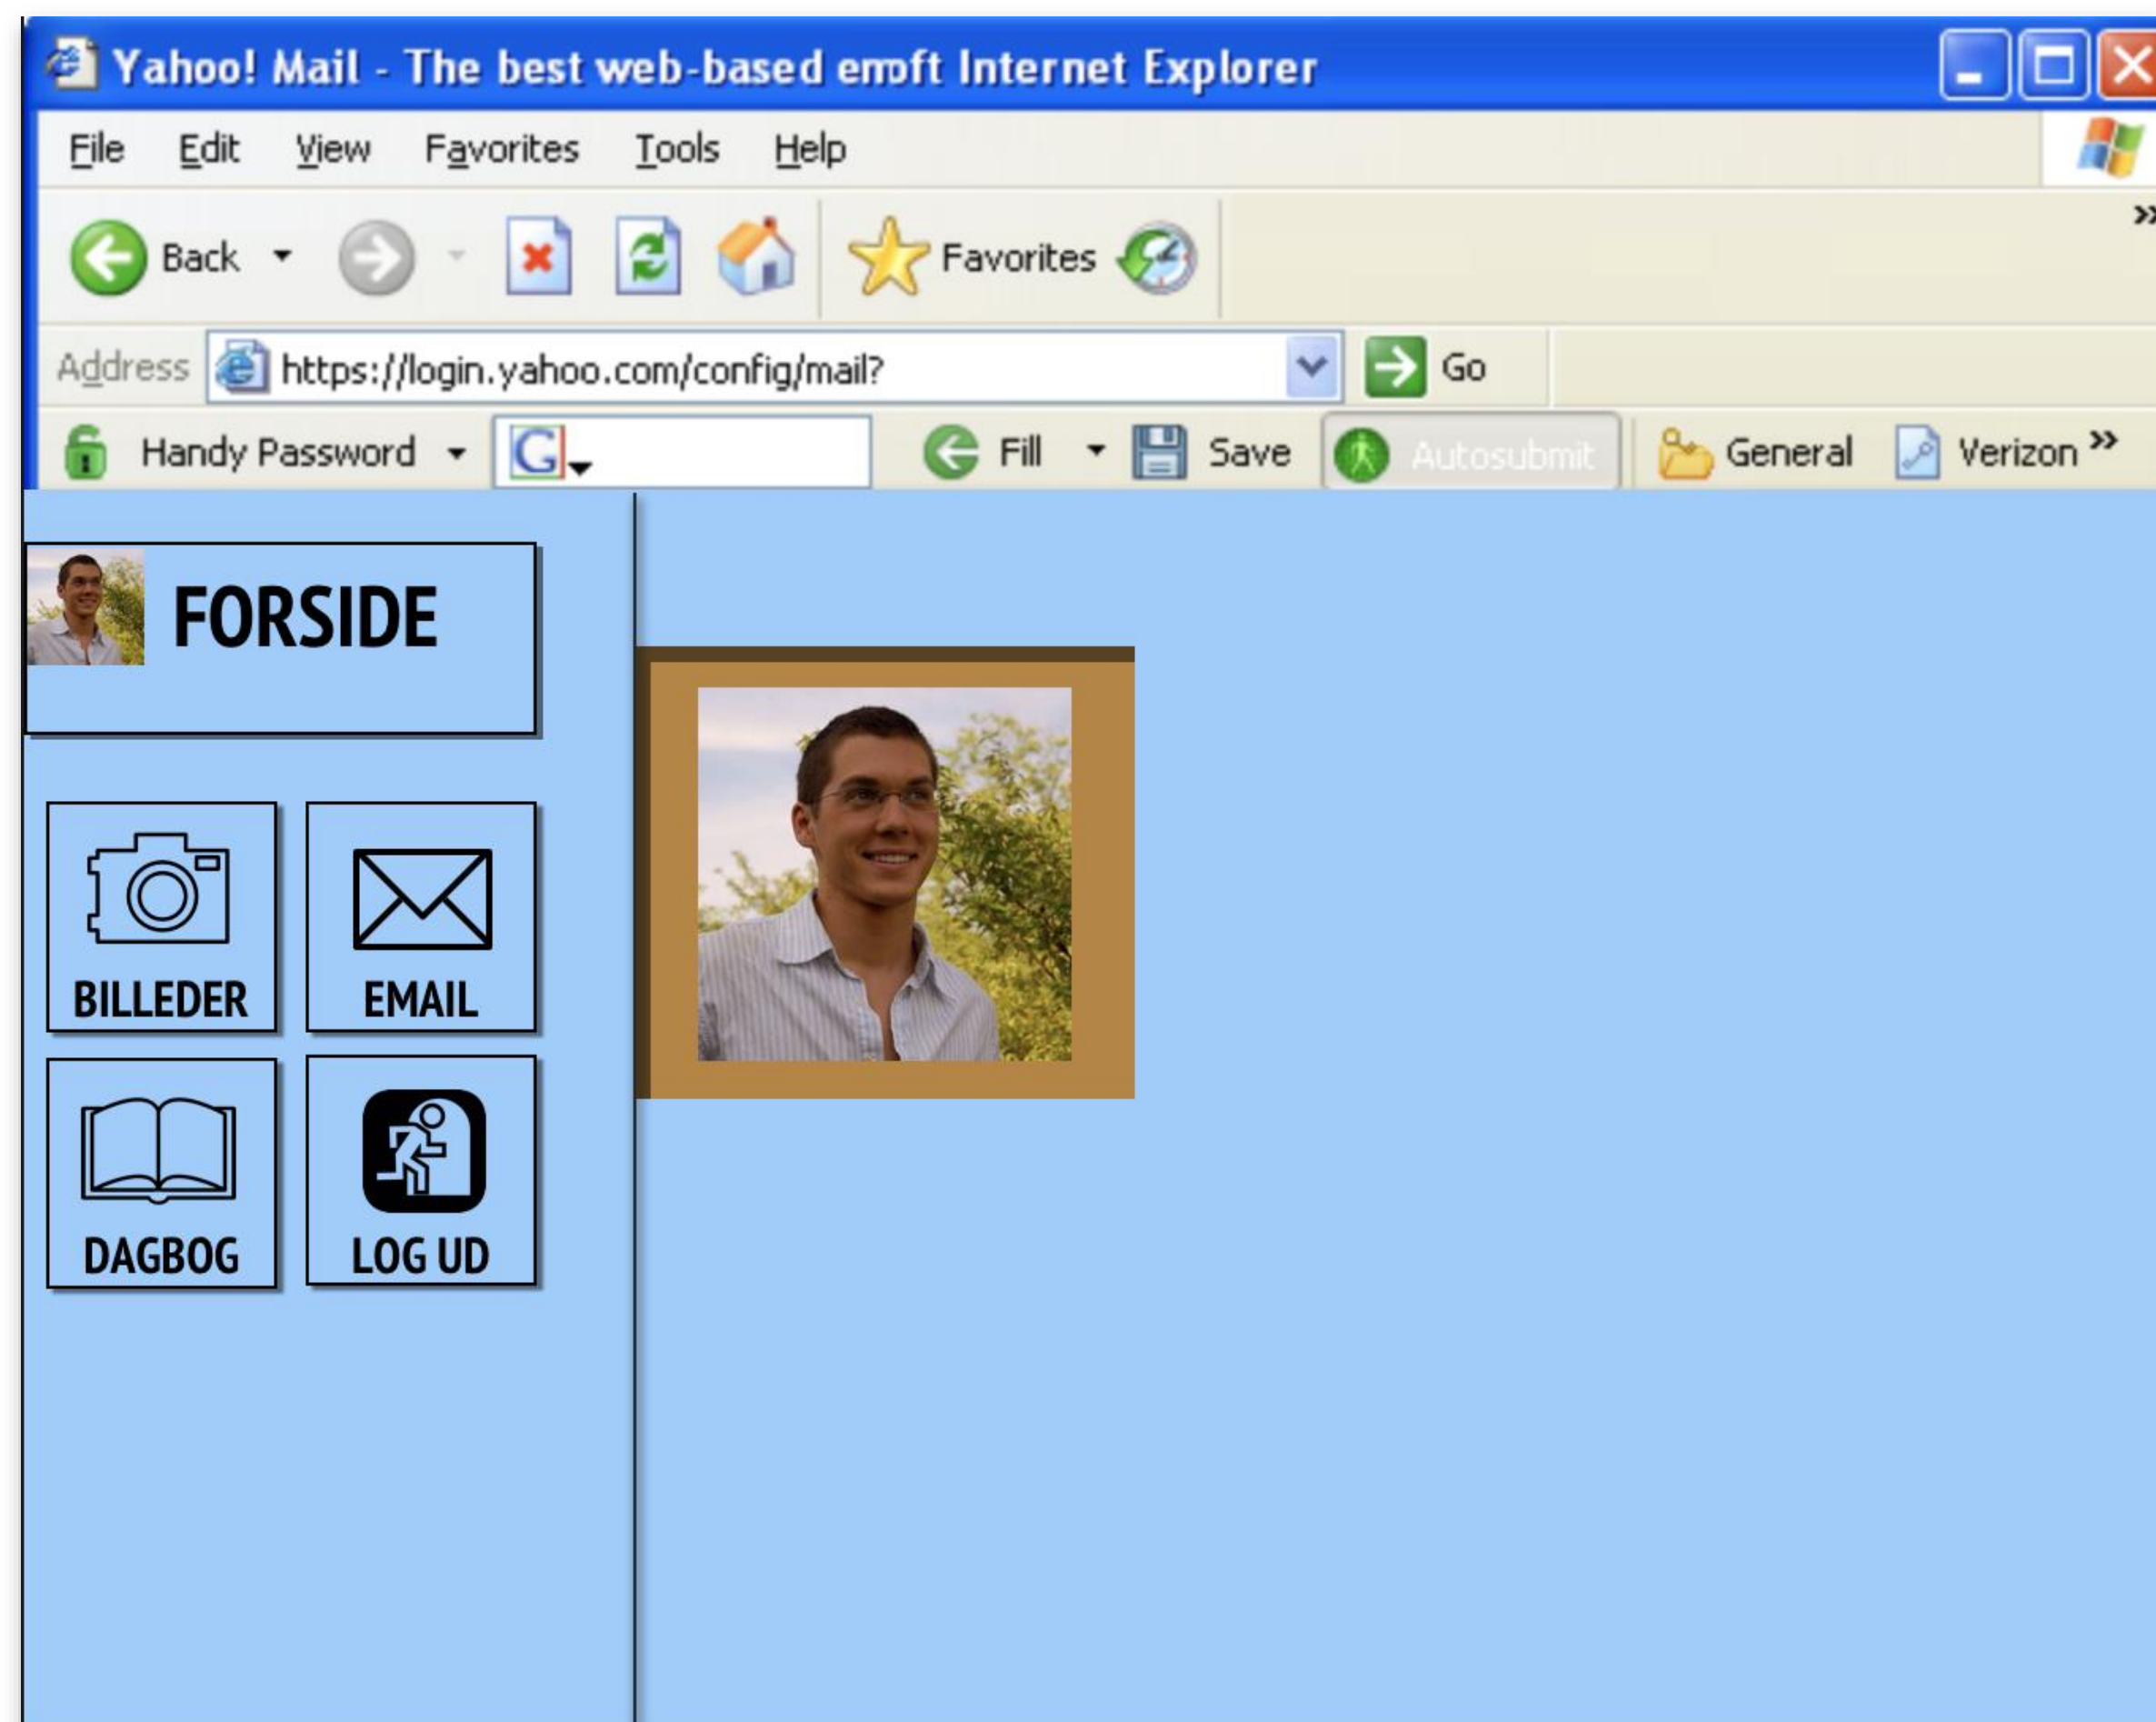 Yahoo! Mail - The best web-based emoft Internet Explorer
File Edit View Favorites Tools Help
Back Favorites »
Address https://login.yahoo.com/config/mail? Go
Handy Password G Fill Save Autosubmit General Verizon »
FORSIDE
BILLEDER EMAIL
DAGBOG LOG UD